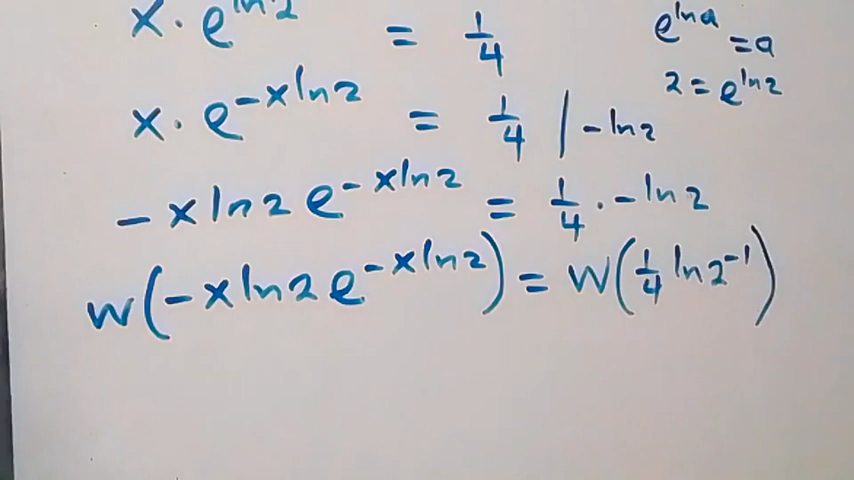 x · e^ln 2 = 1/4
e^ln a = a
2 = e^ln 2
x · e^-x ln 2 = 1/4 | -ln 2
-x ln 2 e^-x ln 2 = 1/4 · -ln 2
W(-x ln 2 e^-x ln 2) = W(1/4 ln 2^-1)